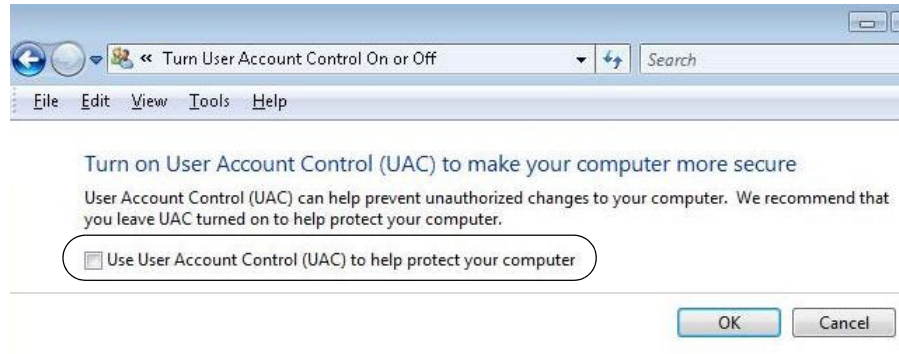 « Turn User Account Control On or Off
Search
File Edit View Tools Help
Turn on User Account Control (UAC) to make your computer more secure
User Account Control (UAC) can help prevent unauthorized changes to your computer. We recommend that
you leave UAC turned on to help protect your computer.
Use User Account Control (UAC) to help protect your computer
OK Cancel